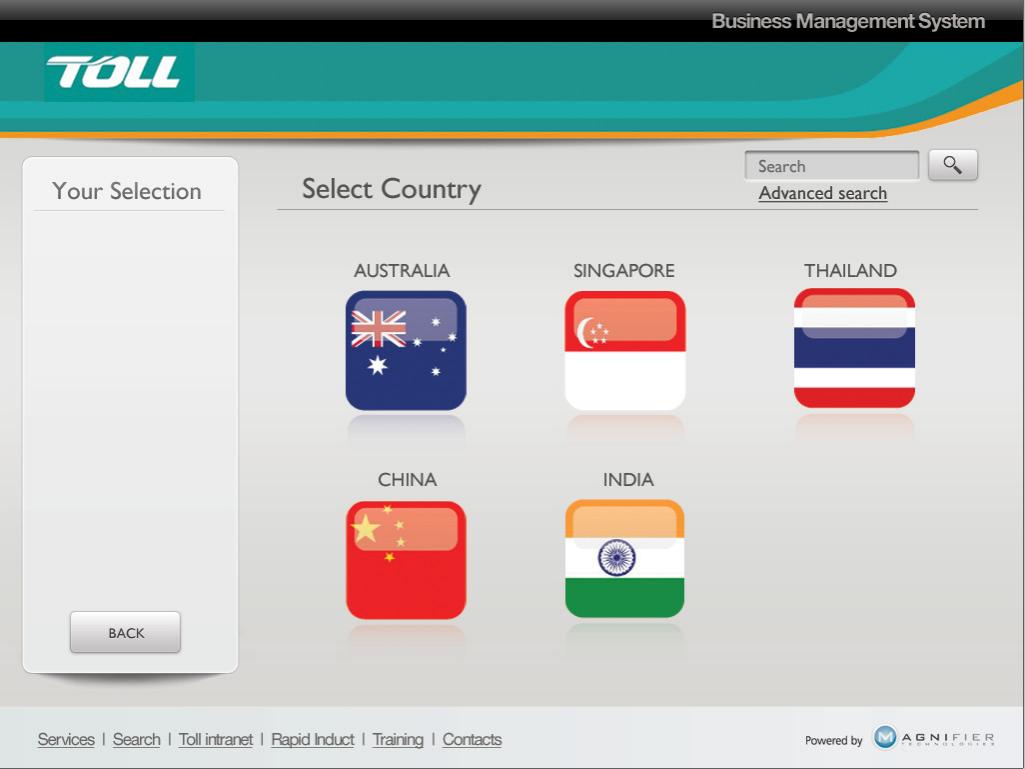 Business Management System
TOLL
Your Selection
Select Country
Search
Advanced search
AUSTRALIA SINGAPORE THAILAND
CHINA INDIA
BACK
Services | Search | Toll intranet | Rapid Induct | Training | Contacts
Powered by MAGNIFIER
TECHNOLOGIES